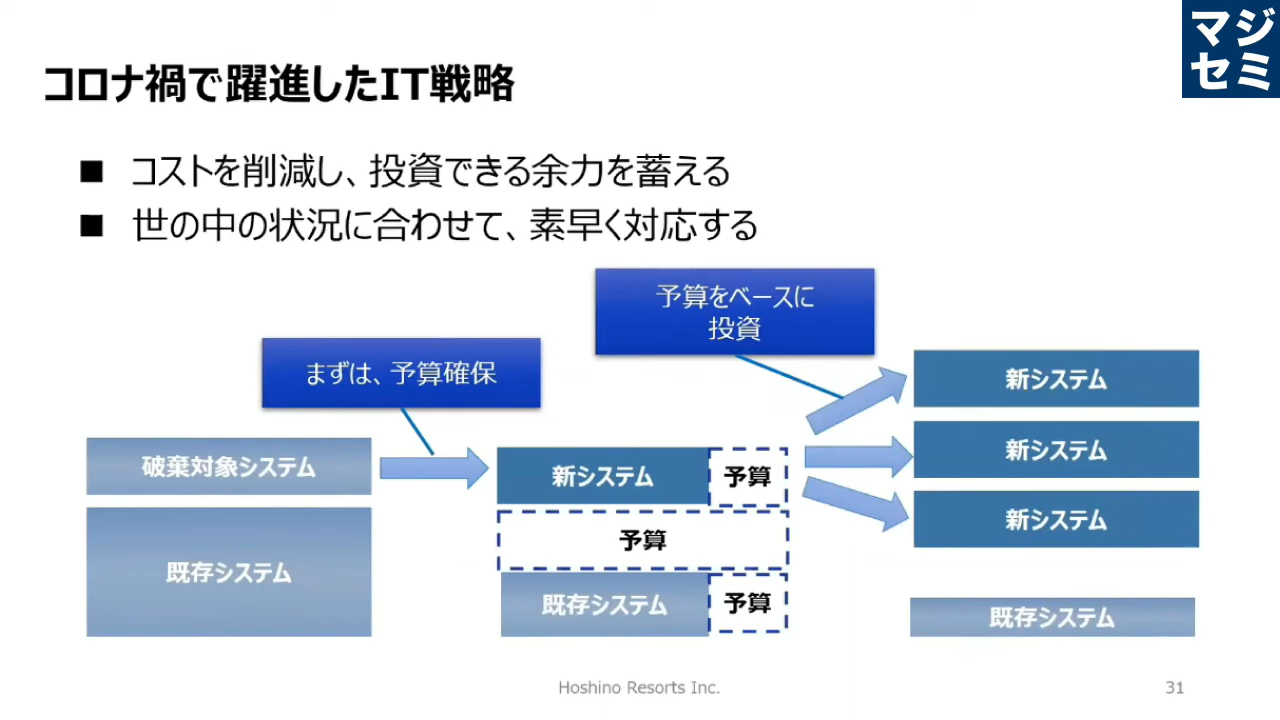 マジ
セミ
コロナ禍で躍進したIT戦略
■ コストを削減し、投資できる余力を蓄える
■ 世の中の状況に合わせて、素早く対応する
予算をベースに
投資
まずは、予算確保
破棄対象システム
既存システム
新システム
予算
予算
既存システム
予算
新システム
新システム
新システム
既存システム
Hoshino Resorts Inc.
31